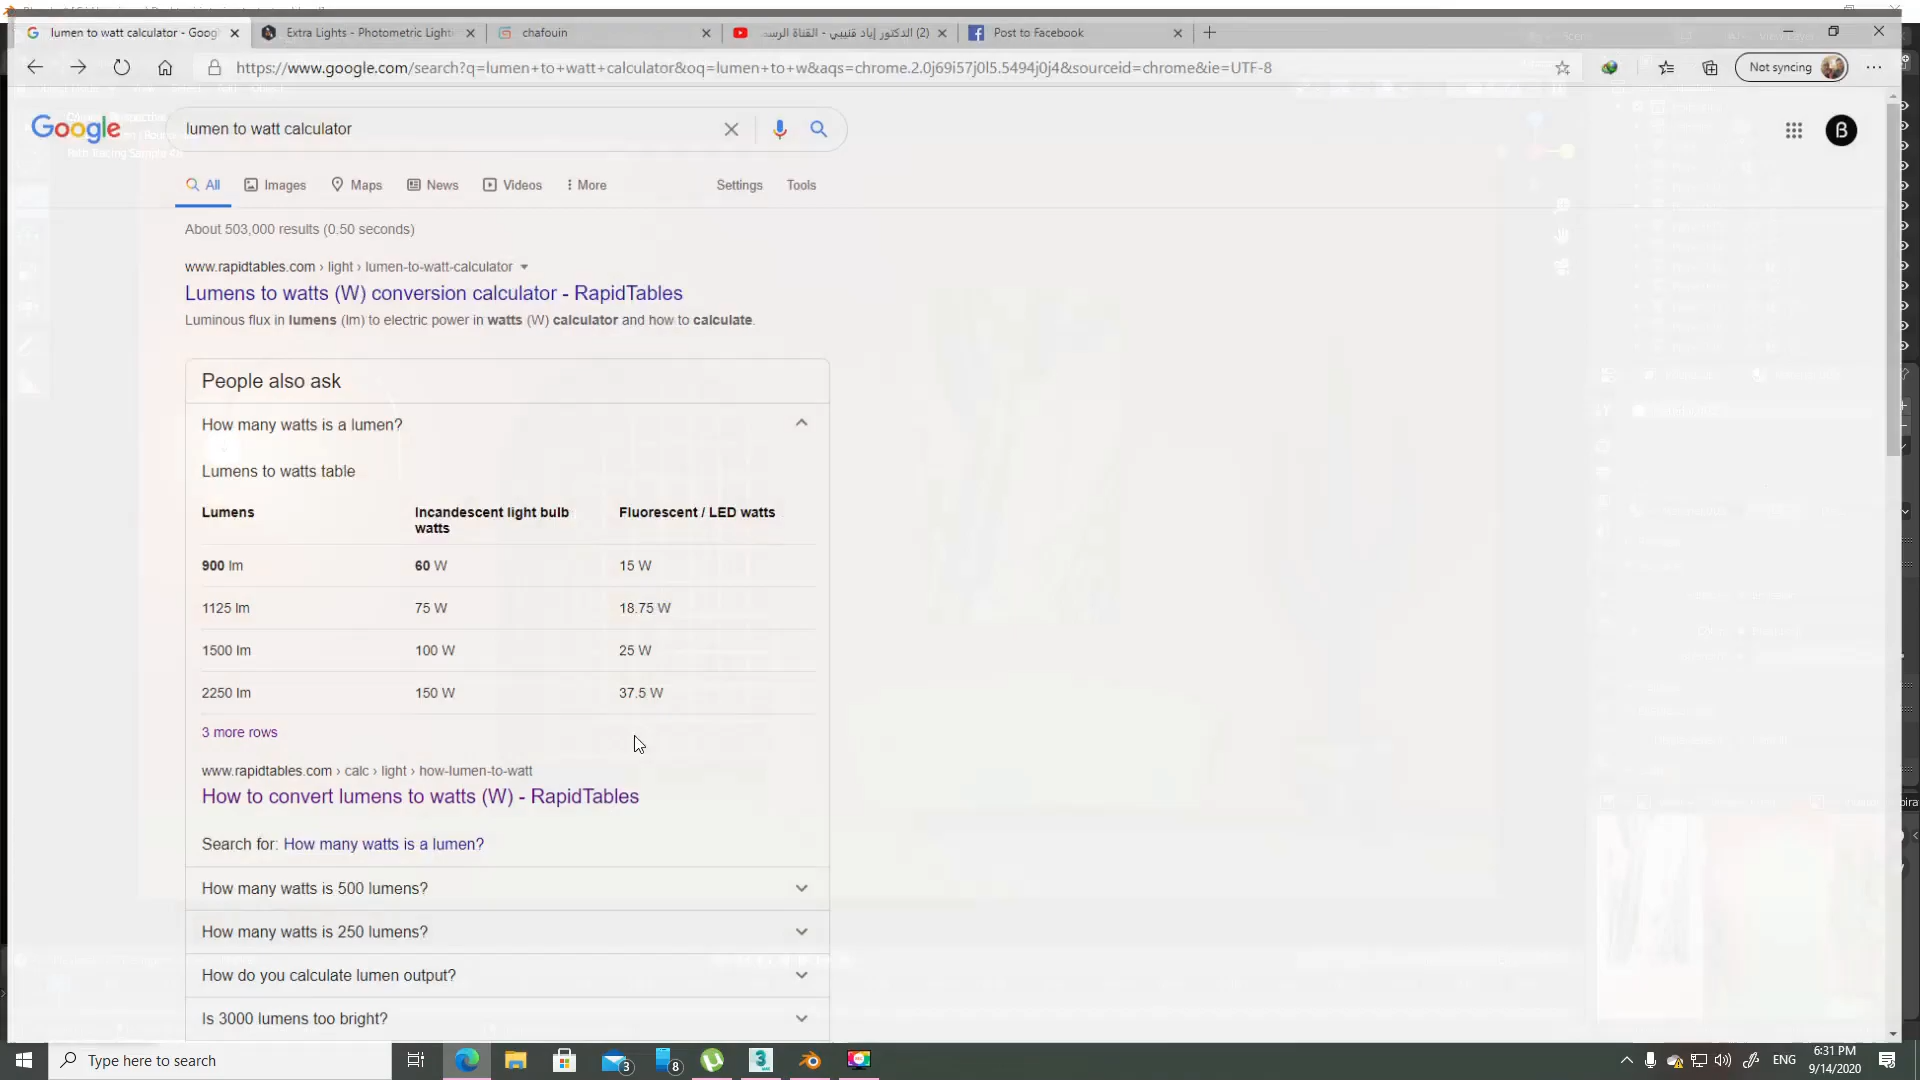 lumen to watt calculator - Goog
Extra Lights - Photometric Light
chafouin
(2) الدكتور إياد قنيبي - القناة الرسد
Post to Facebook
https://www.google.com/search?q=lumen+to+watt+calculator&oq=lumen+to+w&aqs=chrome.2.0j69i57j0l5.5494j0j4&sourceid=chrome&ie=UTF-8
Not syncing
Google
lumen to watt calculator
All
Images
Maps
News
Videos
More
Settings
Tools
About 503,000 results (0.50 seconds)
www.rapidtables.com › light › lumen-to-watt-calculator
Lumens to watts (W) conversion calculator - RapidTables
Luminous flux in lumens (lm) to electric power in watts (W) calculator and how to calculate.
People also ask
How many watts is a lumen?
Lumens to watts table
Lumens Incandescent light bulb watts Fluorescent / LED watts
900 lm 60 W 15 W
1125 lm 75 W 18.75 W
1500 lm 100 W 25 W
2250 lm 150 W 37.5 W
3 more rows
www.rapidtables.com › calc › light › how-lumen-to-watt
How to convert lumens to watts (W) - RapidTables
Search for: How many watts is a lumen?
How many watts is 500 lumens?
How many watts is 250 lumens?
How do you calculate lumen output?
Is 3000 lumens too bright?
Type here to search
3
8
3
ENG
6:31 PM
9/14/2020